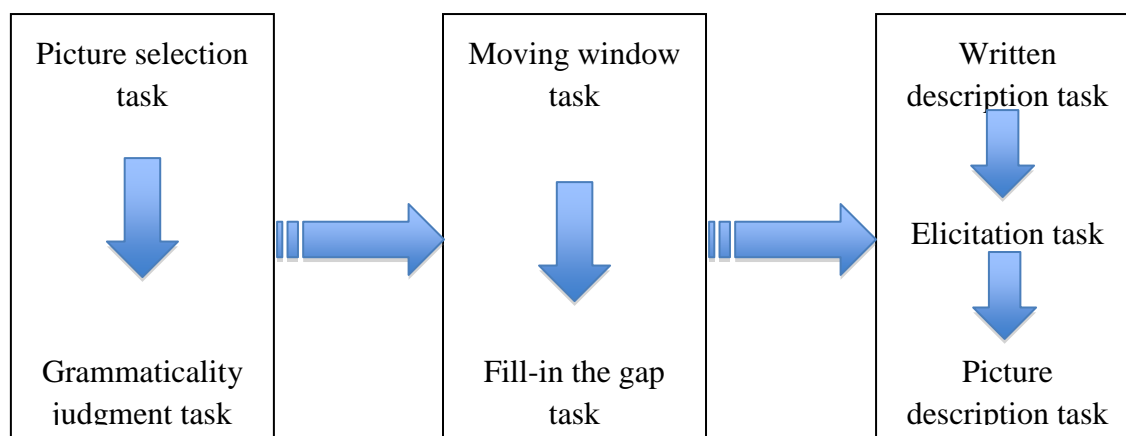 Picture selection
task
Grammaticality
judgment task
Moving window
task
Fill-in the gap
task
Written
description task
Elicitation task
Picture
description task